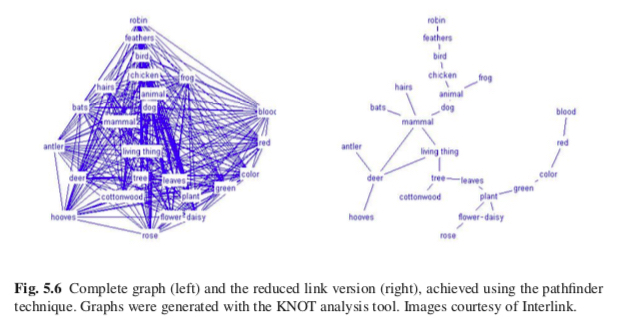 robin
feathers
bird
chicken
frog
hairs
animal
bats
dog
blood
mammal
antler
red
living thing
deer
tree
leaves
color
green
cottonwood
plant
hooves
flower-daisy
rose
robin
feathers
bird
chicken
frog
hairs
animal
bats
dog
blood
mammal
antler
red
living thing
deer
tree
leaves
color
green
cottonwood
plant
hooves
flower-daisy
rose
Fig. 5.6 Complete graph (left) and the reduced link version (right), achieved using the pathfinder
technique. Graphs were generated with the KNOT analysis tool. Images courtesy of Interlink.